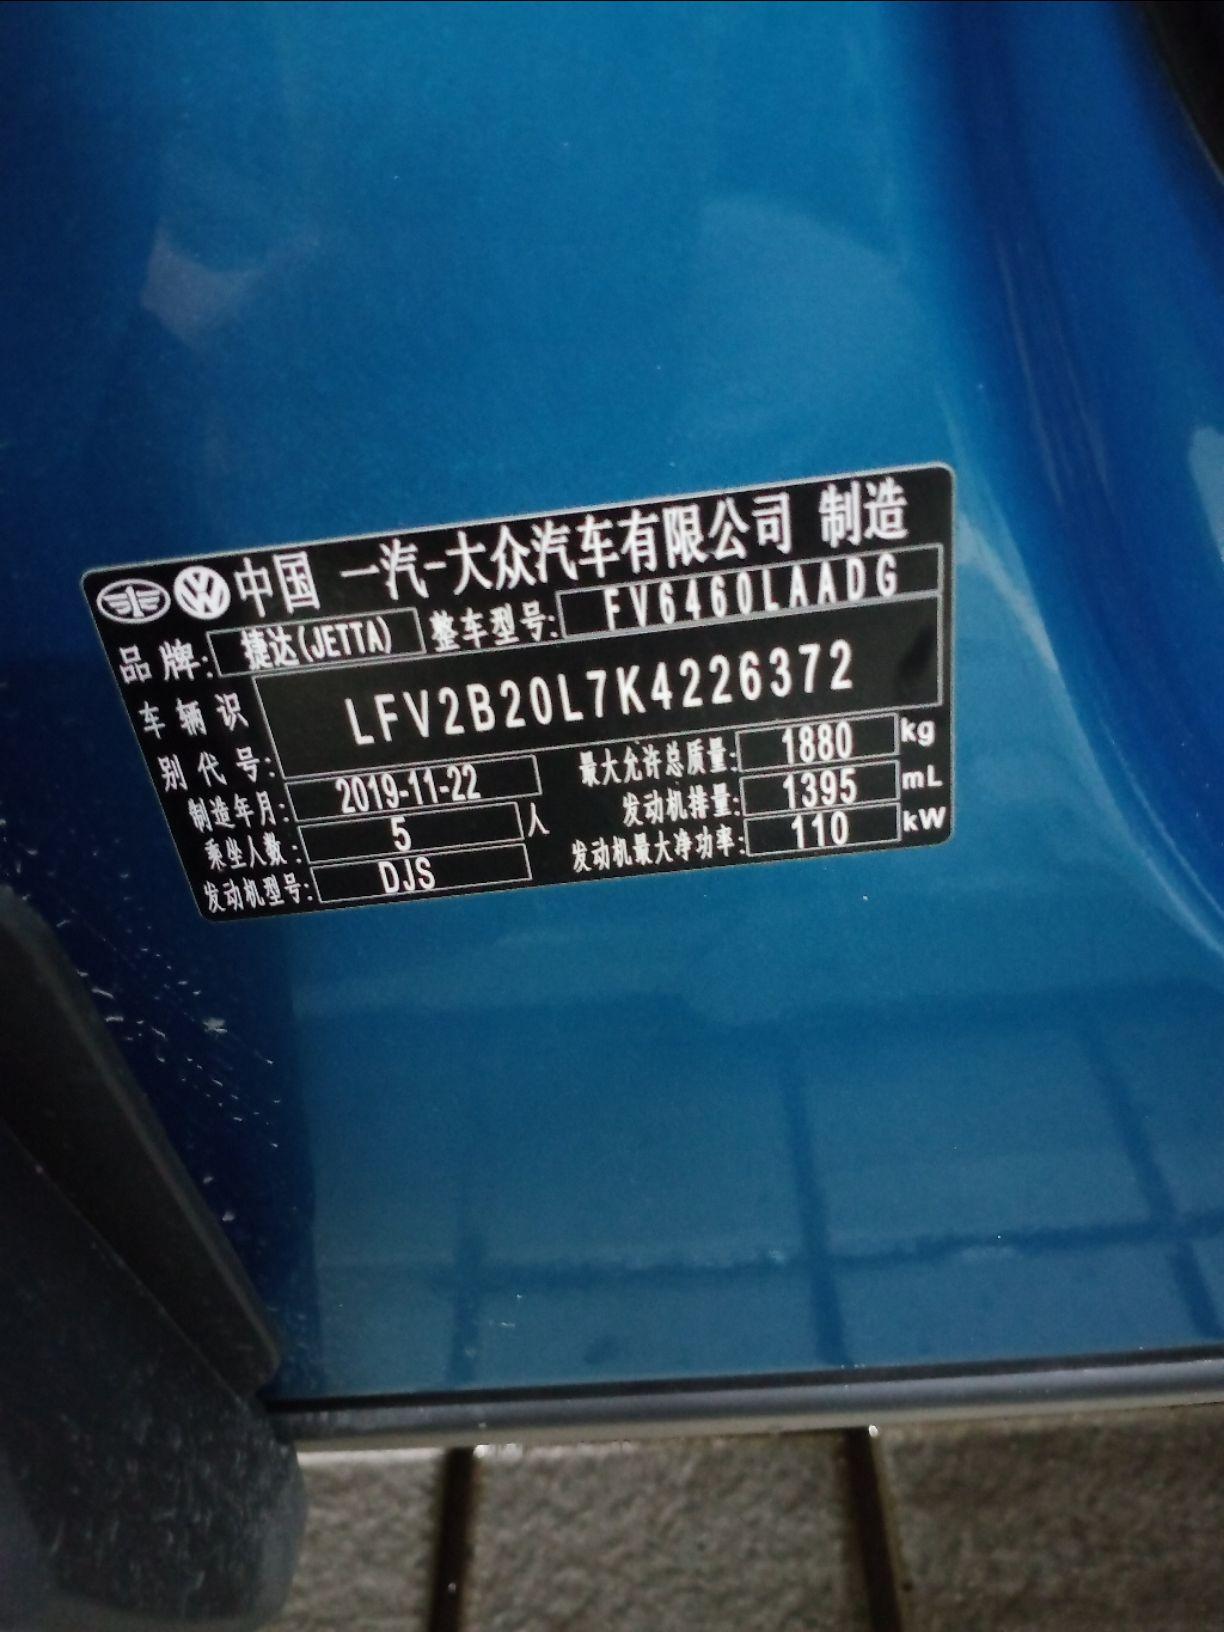 中国 一汽-大众汽车有限公司 制造
品牌: 捷达(JETTA) 整车型号: FV6460LAADG
车辆识别代号: LFV2B20L7K4226372
制造年月: 2019-11-22 最大允许总质量: 1880 kg
乘坐人数: 5 人 发动机排量: 1395 mL
发动机型号: DJS 发动机最大净功率: 110 kW